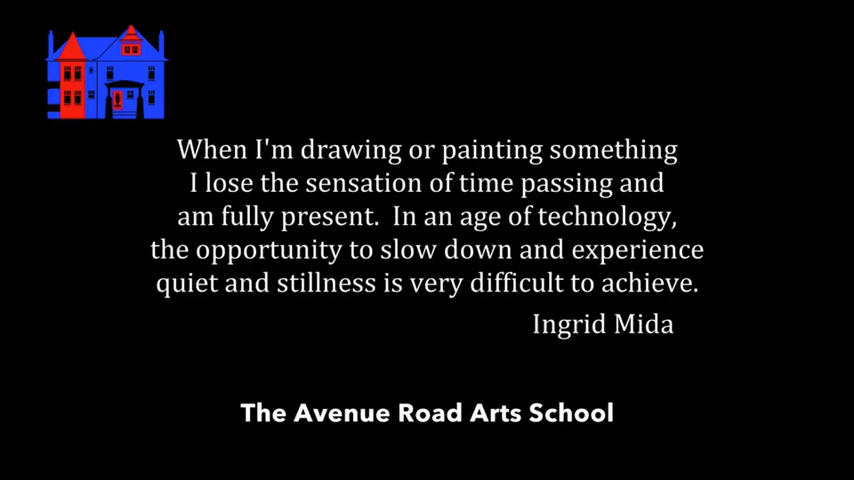 When I'm drawing or painting something
I lose the sensation of time passing and
am fully present.  In an age of technology,
the opportunity to slow down and experience
quiet and stillness is very difficult to achieve.
Ingrid Mida
The Avenue Road Arts School